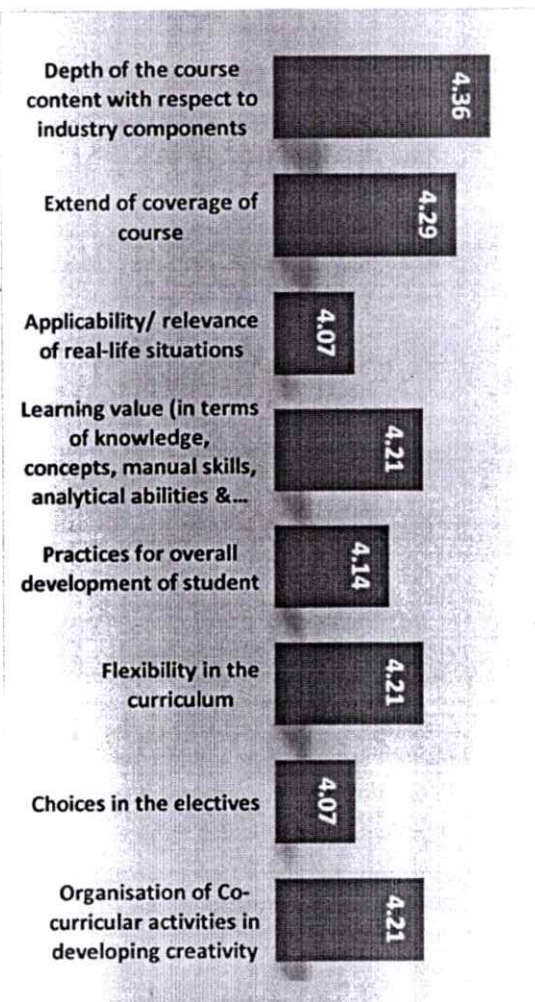 Depth of the course
content with respect to
industry components
4.36
Extend of coverage of
course
4.29
Applicability/ relevance
of real-life situations
4.07
Learning value (in terms
of knowledge,
concepts, manual skills,
analytical abilities &...
4.21
Practices for overall
development of student
4.14
Flexibility in the
curriculum
4.21
Choices in the electives
4.07
Organisation of Co-
curricular activities in
developing creativity
4.21